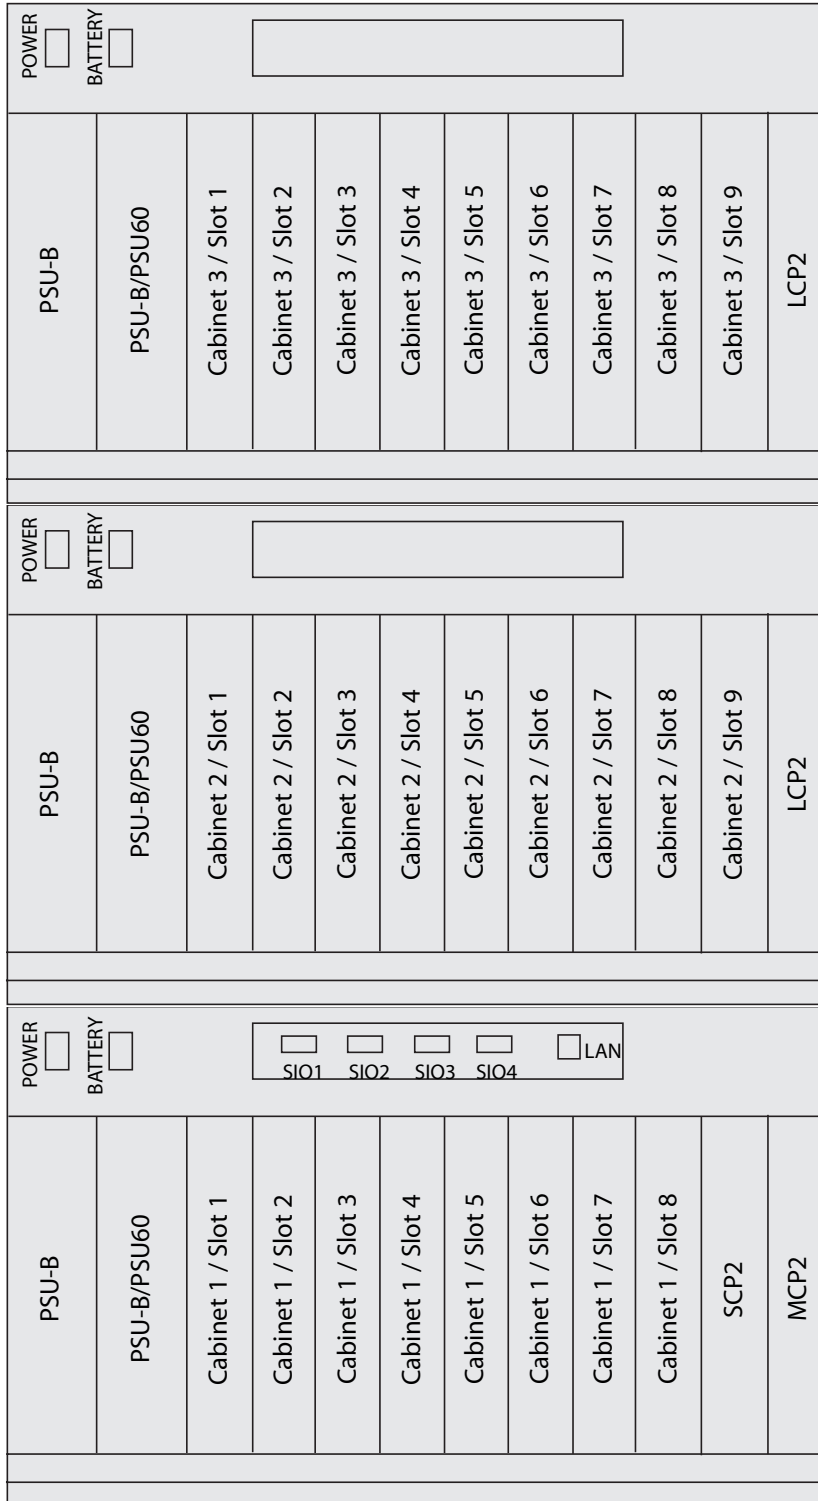 POWER
BATTERY
PSU-B
PSU-B/PSU60
Cabinet 3 / Slot 1
Cabinet 3 / Slot 2
Cabinet 3 / Slot 3
Cabinet 3 / Slot 4
Cabinet 3 / Slot 5
Cabinet 3 / Slot 6
Cabinet 3 / Slot 7
Cabinet 3 / Slot 8
Cabinet 3 / Slot 9
LCP2
POWER
BATTERY
PSU-B
PSU-B/PSU60
Cabinet 2 / Slot 1
Cabinet 2 / Slot 2
Cabinet 2 / Slot 3
Cabinet 2 / Slot 4
Cabinet 2 / Slot 5
Cabinet 2 / Slot 6
Cabinet 2 / Slot 7
Cabinet 2 / Slot 8
Cabinet 2 / Slot 9
LCP2
POWER
BATTERY
SIO1
SIO2
SIO3
SIO4
LAN
PSU-B
PSU-B/PSU60
Cabinet 1 / Slot 1
Cabinet 1 / Slot 2
Cabinet 1 / Slot 3
Cabinet 1 / Slot 4
Cabinet 1 / Slot 5
Cabinet 1 / Slot 6
Cabinet 1 / Slot 7
Cabinet 1 / Slot 8
SCP2
MCP2